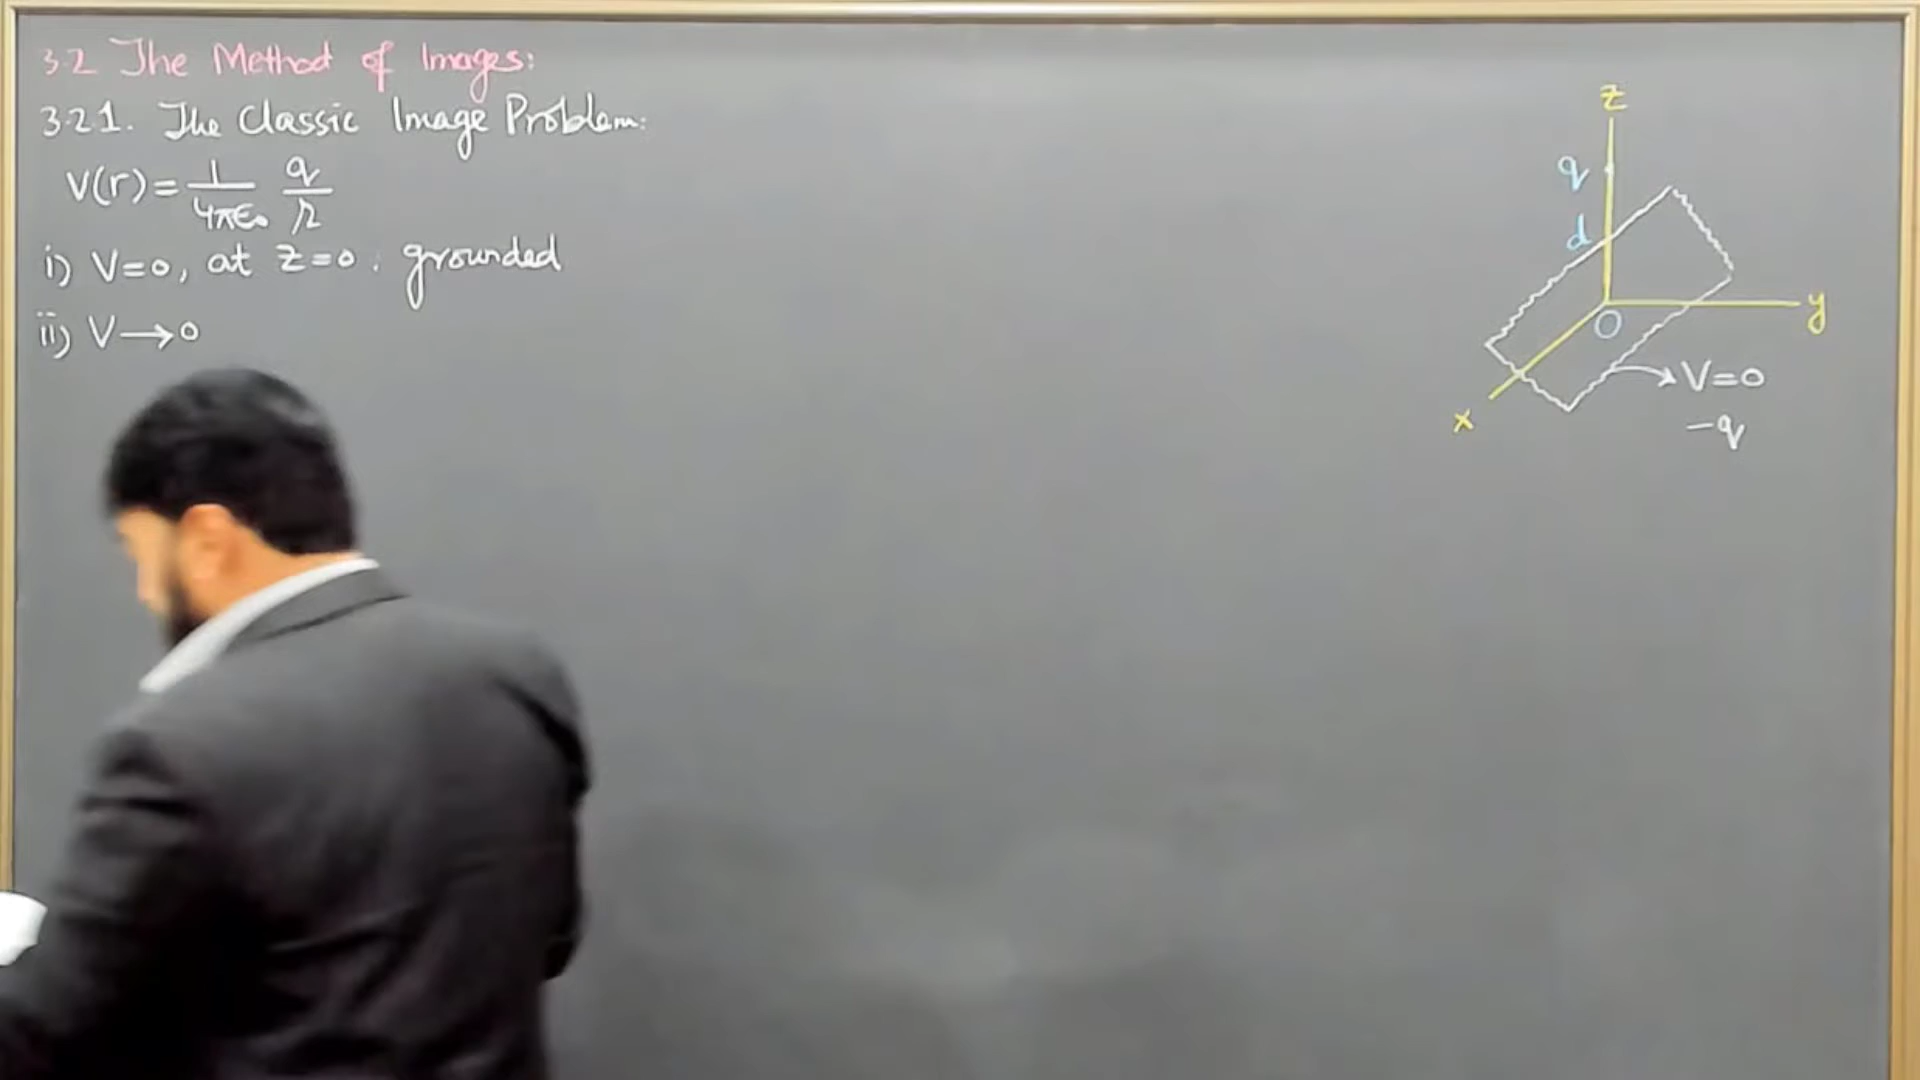 3.2 The Method of Images:
3.2.1. The Classic Image Problem:
V(r) = 1/4πε₀ q/r
i) V=0, at z=0. grounded
ii) V→0
z
q
d
O
y
x
V=0
-q